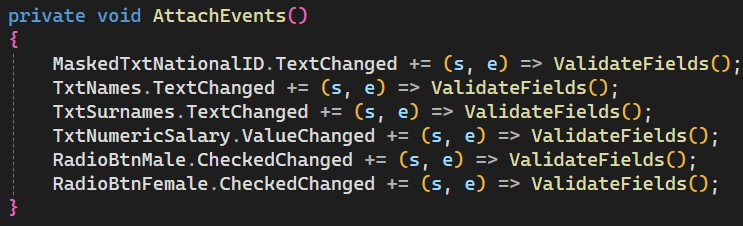 private void AttachEvents()
{
MaskedTxtNationalID.TextChanged += (s, e) => ValidateFields();
TxtNames.TextChanged += (s, e) => ValidateFields();
TxtSurnames.TextChanged += (s, e) => ValidateFields();
TxtNumericSalary.ValueChanged += (s, e) => ValidateFields();
RadioBtnMale.CheckedChanged += (s, e) => ValidateFields();
RadioBtnFemale.CheckedChanged += (s, e) => ValidateFields();
}